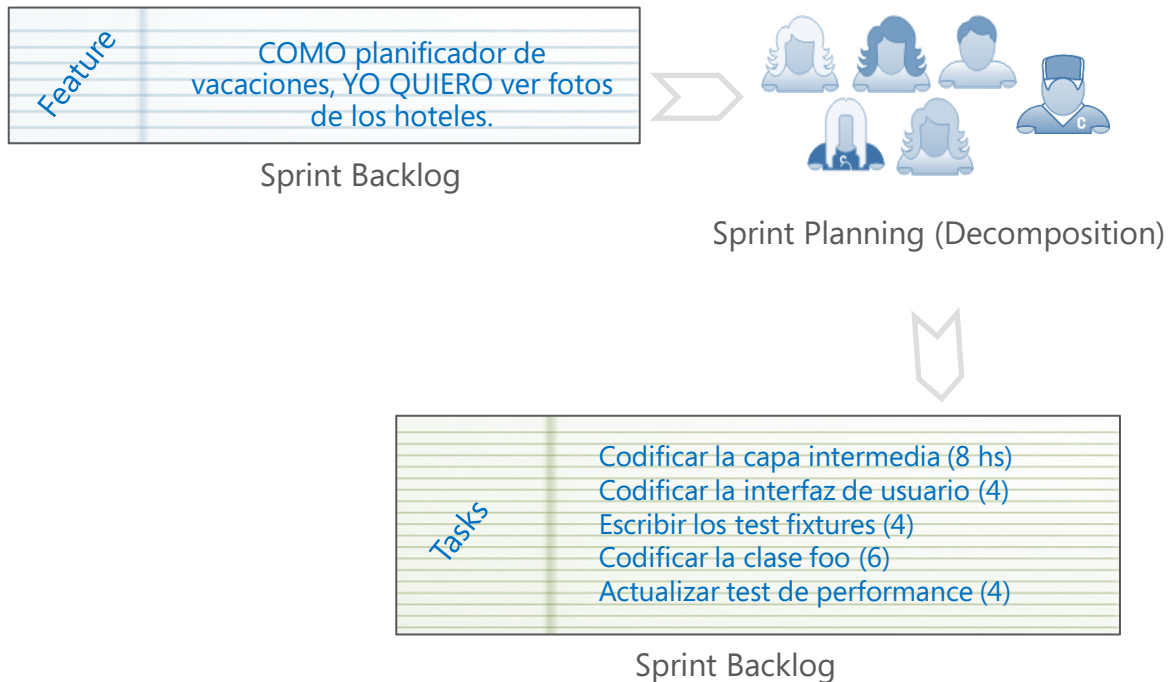 Feature
COMO planificador de
vacaciones, YO QUIERO ver fotos
de los hoteles.
Sprint Backlog
C
Sprint Planning (Decomposition)
Tasks
Codificar la capa intermedia (8 hs)
Codificar la interfaz de usuario (4)
Escribir los test fixtures (4)
Codificar la clase foo (6)
Actualizar test de performance (4)
Sprint Backlog